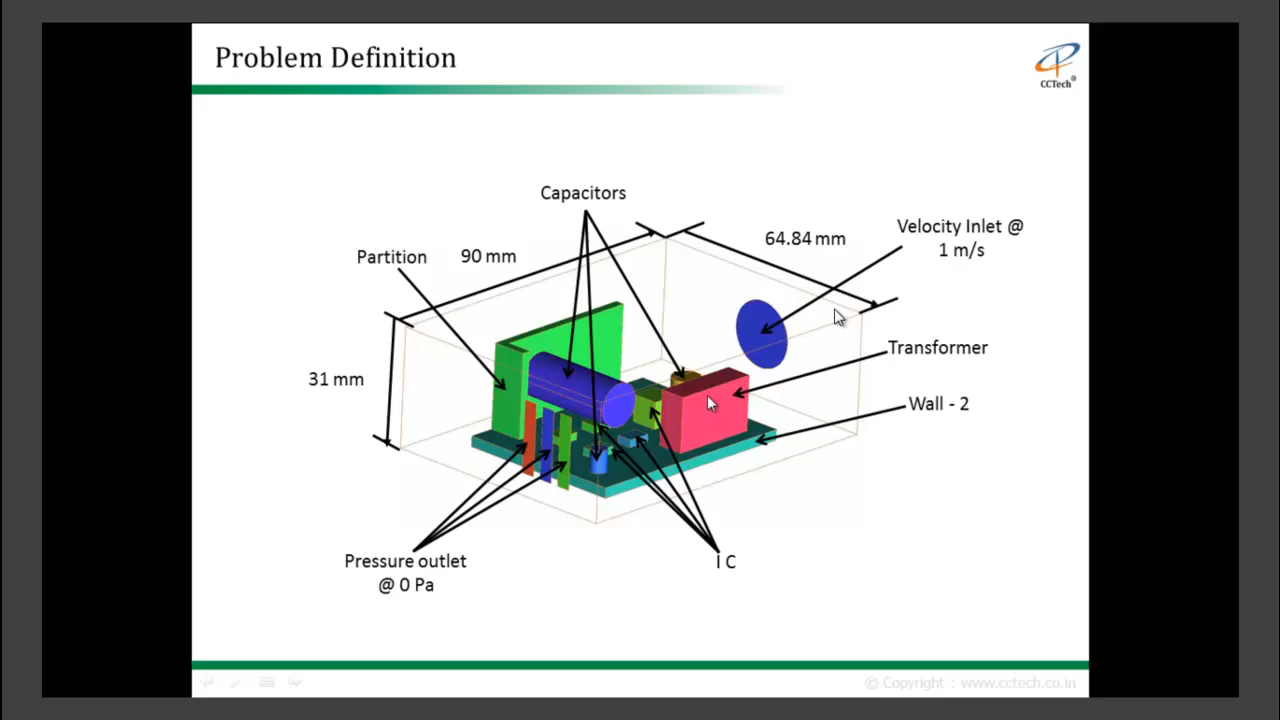 Problem Definition
CCTech®
Capacitors
Velocity Inlet @
1 m/s
64.84 mm
Partition
90 mm
Transformer
31 mm
Wall - 2
Pressure outlet
@ 0 Pa
I C
© Copyright : www.cctech.co.in